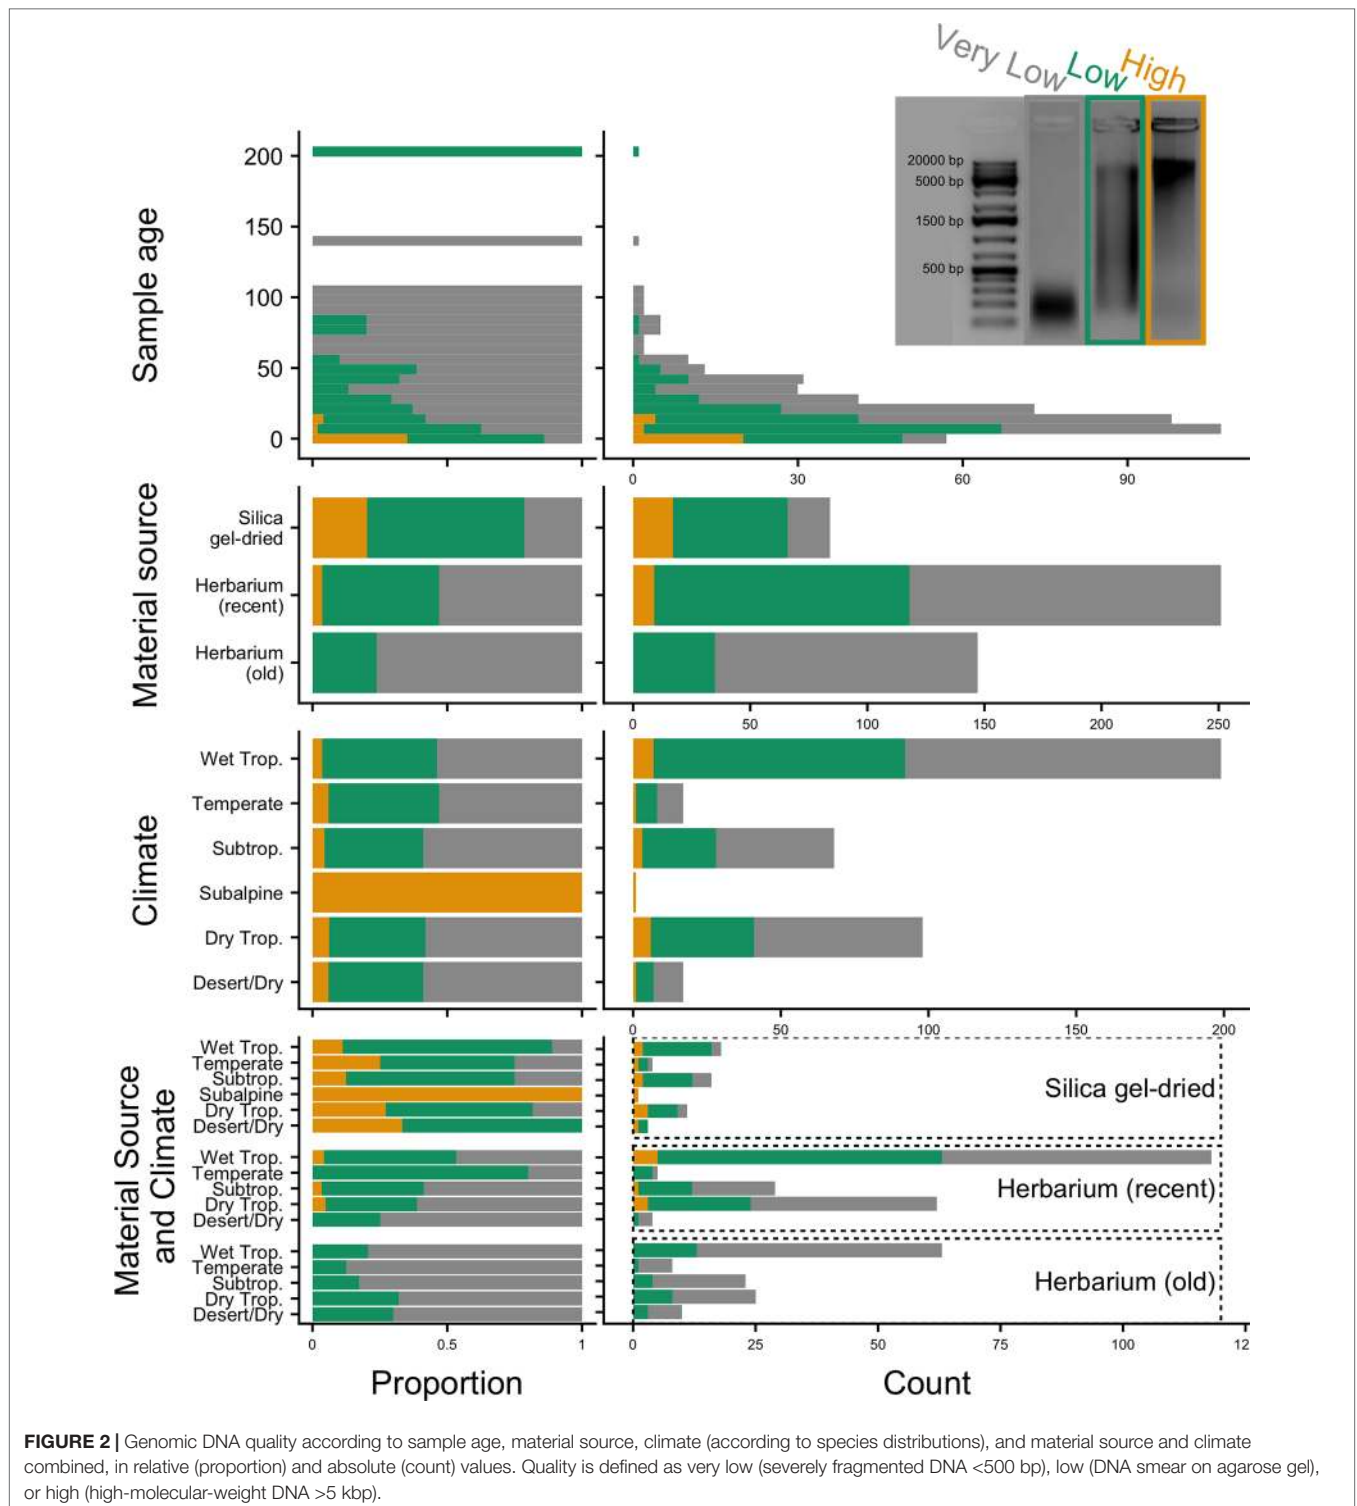 Very Low
Low
High
20000 bp
5000 bp
1500 bp
500 bp
Sample age
200
150
100
50
0
0 30 60 90
Material source
Silica
gel-dried
Herbarium
(recent)
Herbarium
(old)
0 50 100 150 200 250
Climate
Wet Trop.
Temperate
Subtrop.
Subalpine
Dry Trop.
Desert/Dry
0 50 100 150 200
Material Source
and Climate
Wet Trop.
Temperate
Subtrop.
Subalpine
Dry Trop.
Desert/Dry
Silica gel-dried
Wet Trop.
Temperate
Subtrop.
Dry Trop.
Desert/Dry
Herbarium (recent)
Wet Trop.
Temperate
Subtrop.
Dry Trop.
Desert/Dry
Herbarium (old)
0 0.5 1
0 25 50 75 100 12
Proportion
Count
FIGURE 2 | Genomic DNA quality according to sample age, material source, climate (according to species distributions), and material source and climate
combined, in relative (proportion) and absolute (count) values. Quality is defined as very low (severely fragmented DNA <500 bp), low (DNA smear on agarose gel),
or high (high-molecular-weight DNA >5 kbp).